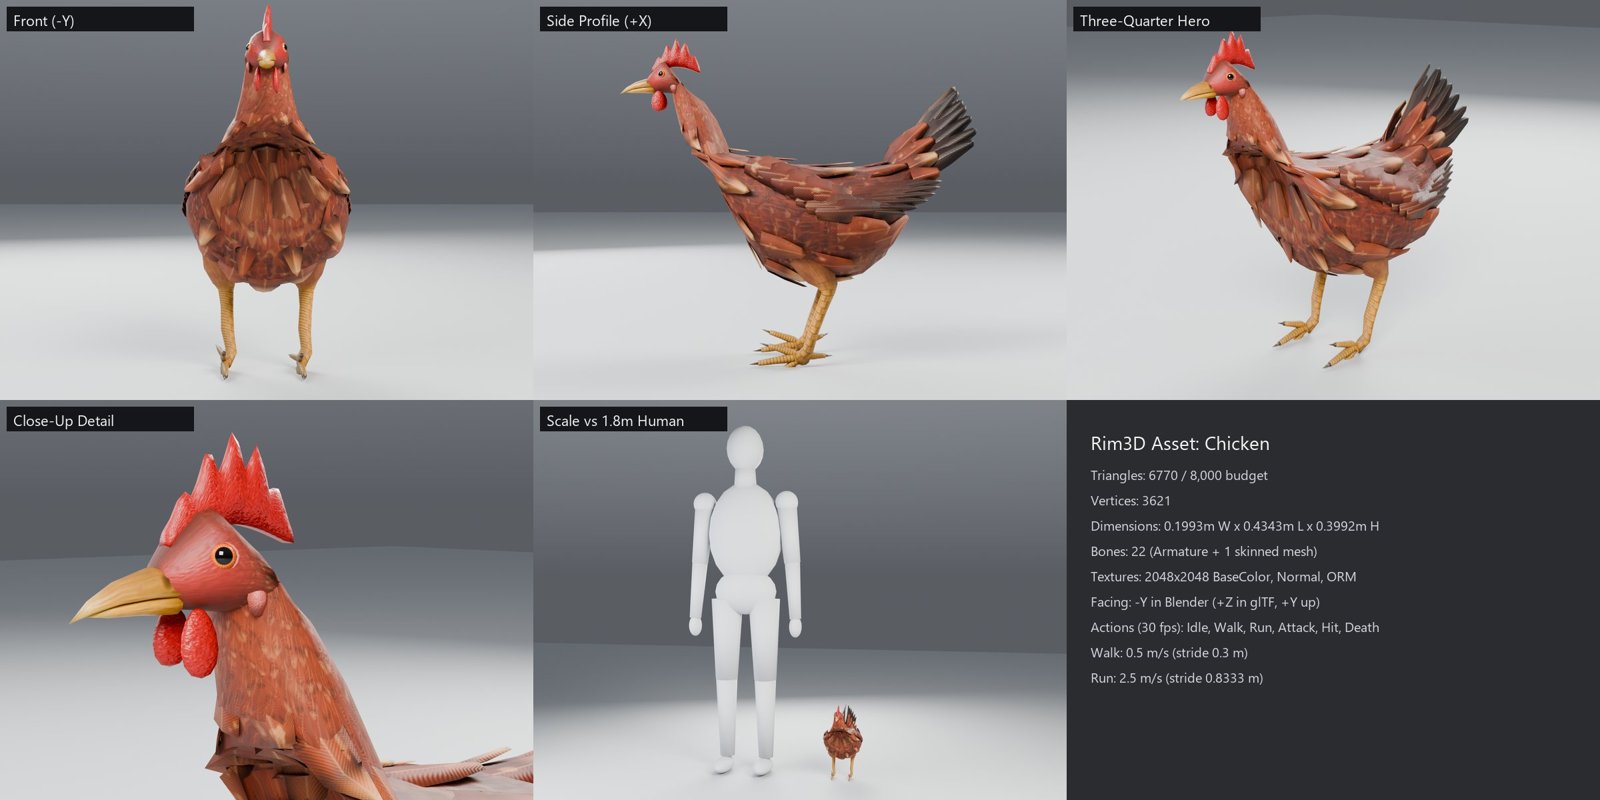 Front (-Y)
Side Profile (+X)
Three-Quarter Hero
Close-Up Detail
Scale vs 1.8m Human
Rim3D Asset: Chicken
Triangles: 6770 / 8,000 budget
Vertices: 3621
Dimensions: 0.1993m W x 0.4343m L x 0.3992m H
Bones: 22 (Armature + 1 skinned mesh)
Textures: 2048x2048 BaseColor, Normal, ORM
Facing: -Y in Blender (+Z in glTF, +Y up)
Actions (30 fps): Idle, Walk, Run, Attack, Hit, Death
Walk: 0.5 m/s (stride 0.3 m)
Run: 2.5 m/s (stride 0.8333 m)